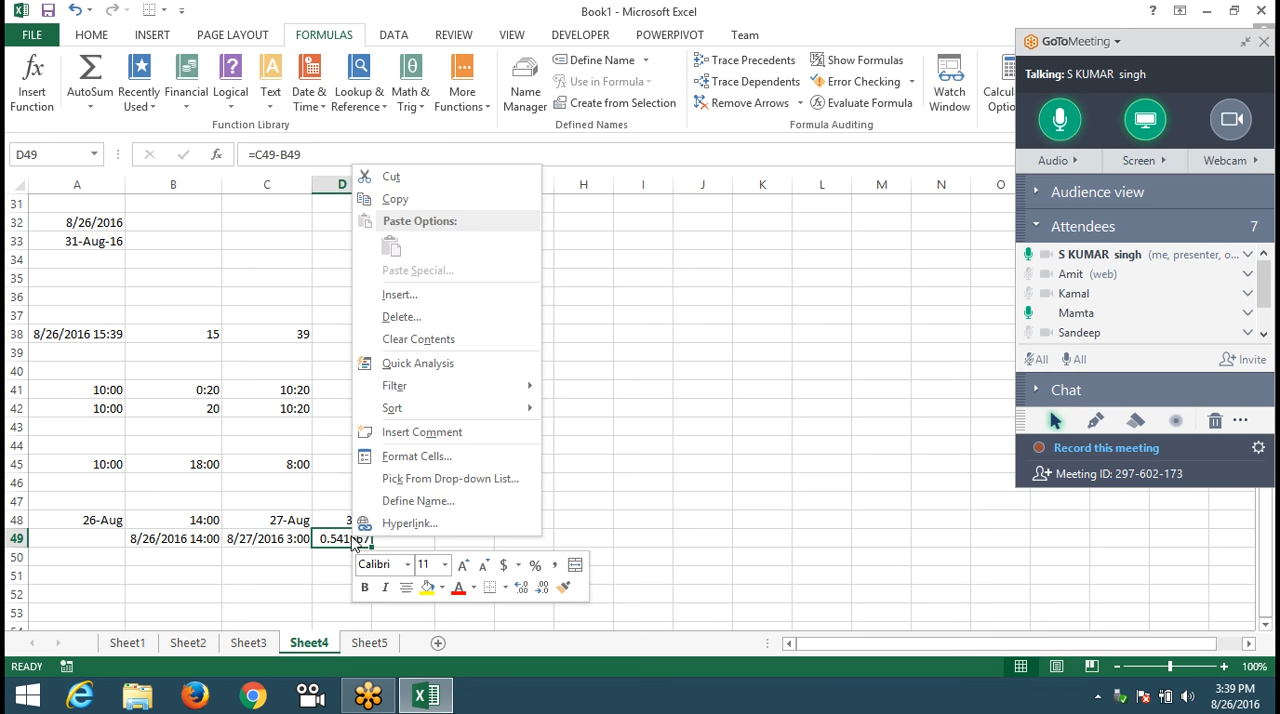 Book1 - Microsoft Excel
FILE HOME INSERT PAGE LAYOUT FORMULAS DATA REVIEW VIEW DEVELOPER POWERPIVOT Team
Insert Function
AutoSum
Recently Used
Financial
Logical
Text
Date & Time
Lookup & Reference
Math & Trig
More Functions
Function Library
Name Manager
Define Name
Use in Formula
Create from Selection
Defined Names
Trace Precedents
Trace Dependents
Remove Arrows
Show Formulas
Error Checking
Evaluate Formula
Formula Auditing
Watch Window
D49 fx =C49-B49
A B C D H I J K L M N O
31
32 8/26/2016
33 31-Aug-16
34
35
36
37
38 8/26/2016 15:39 15 39
39
40
41 10:00 0:20 10:20
42 10:00 20 10:20
43
44
45 10:00 18:00 8:00
46
47
48 26-Aug 14:00 27-Aug 3
49 8/26/2016 14:00 8/27/2016 3:00
50
51
52
53
Cut
Copy
Paste Options:
Paste Special...
Insert...
Delete...
Clear Contents
Quick Analysis
Filter
Sort
Insert Comment
Format Cells...
Pick From Drop-down List...
Define Name...
Hyperlink...
Calibri 11 A A $ % ,
B I A
Sheet1 Sheet2 Sheet3 Sheet4 Sheet5
READY 100%
GoToMeeting
Talking: S KUMAR singh
Audio Screen Webcam
Audience view
Attendees 7
S KUMAR singh (me, presenter, o...
Amit (web)
Kamal
Mamta
Sandeep
All All Invite
Chat
Record this meeting
Meeting ID: 297-602-173
3:39 PM
8/26/2016